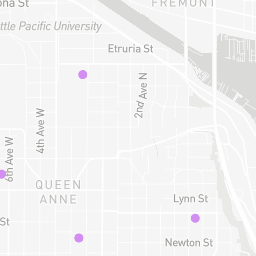 ona St
FREMONT
ttle Pacific University
Etruria St
2nd Ave N
4th Ave W
6th Ave W
QUEEN
ANNE
Lynn St
St
Newton St